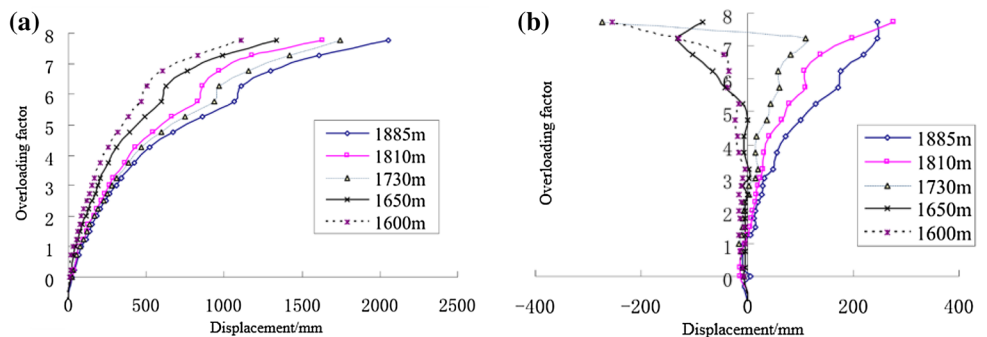 (a)
8
7
6
5
4
3
2
1
0
Overloading factor
0 500 1000 1500 2000 2500
Displacement/mm
1885m
1810m
1730m
1650m
1600m
(b)
8
7
6
5
4
3
2
1
0
Overloading factor
−400 −200 0 200 400
Displacement/mm
1885m
1810m
1730m
1650m
1600m